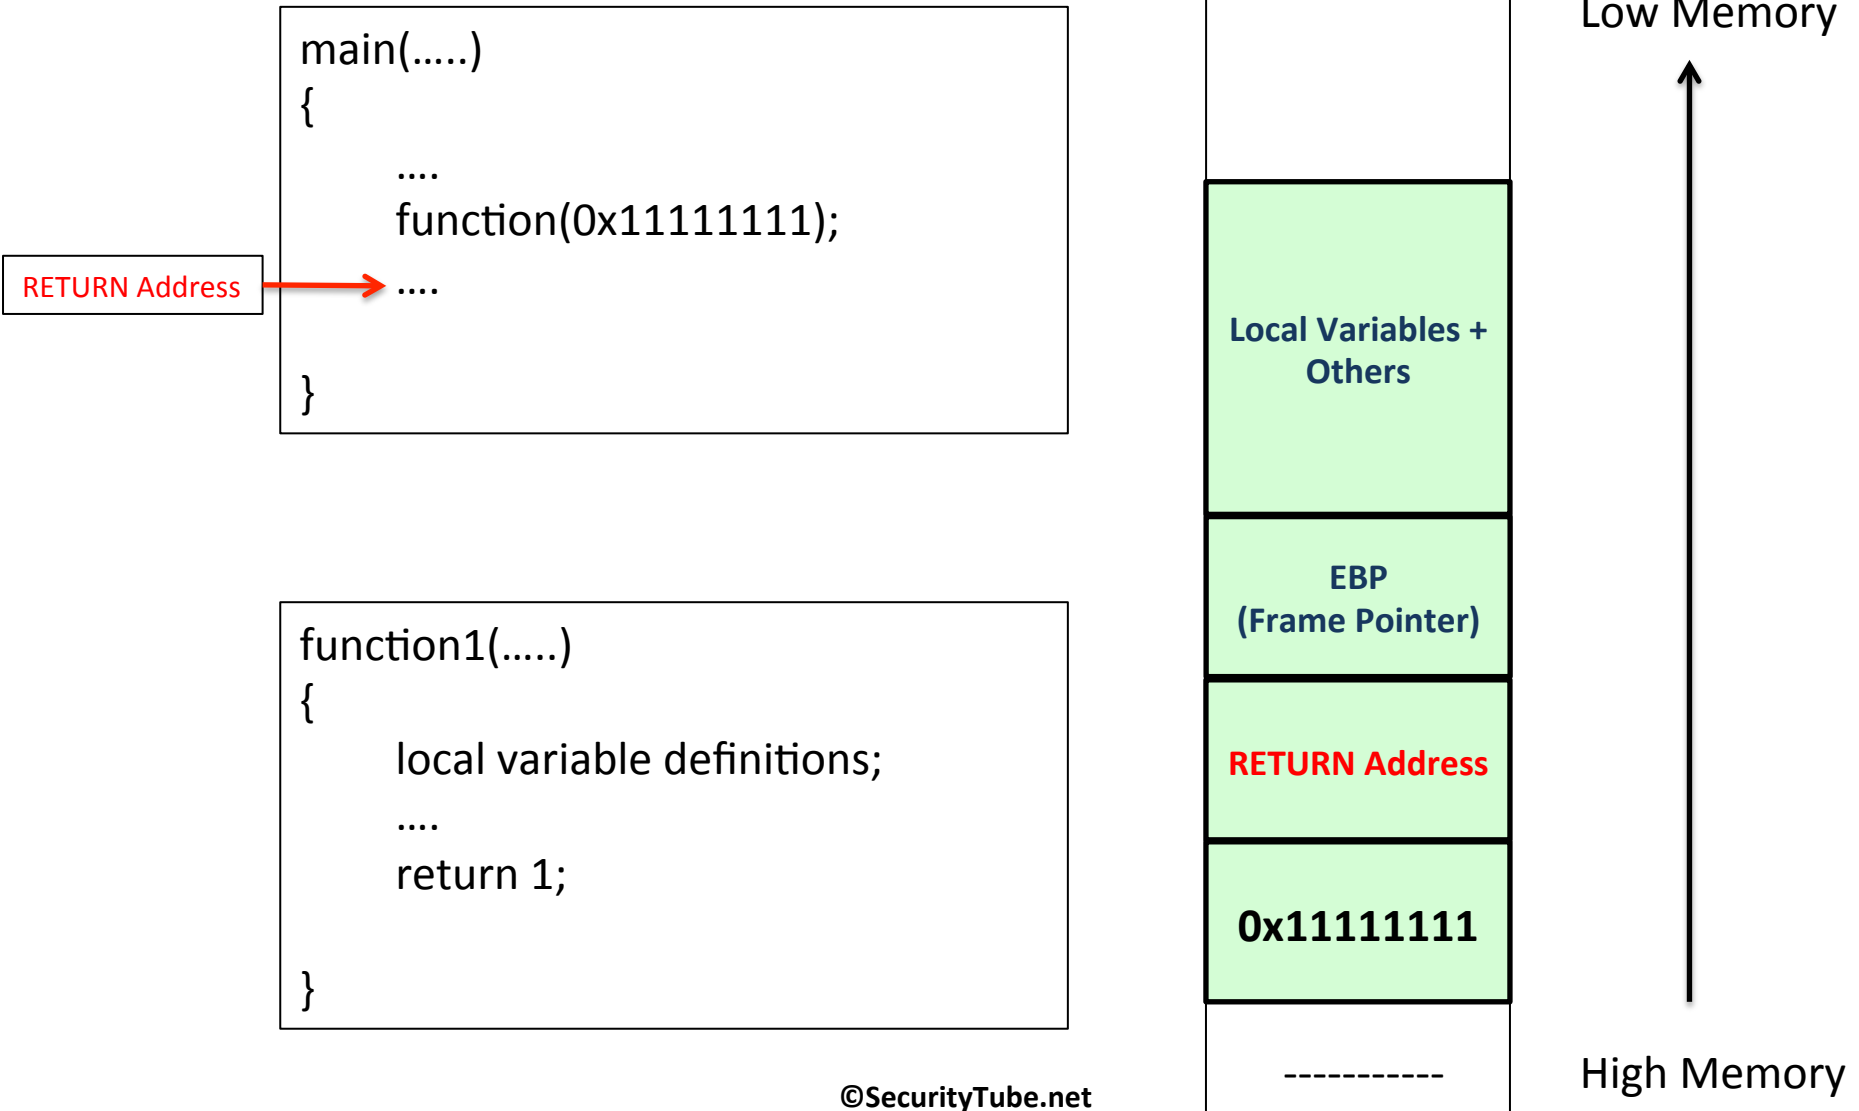 main(…..)
{
….
function(0x11111111);
RETURN Address
….
}
function1(…..)
{
local variable definitions;
….
return 1;
}
Low Memory
Local Variables +
Others
EBP
(Frame Pointer)
RETURN Address
0x11111111
-----------
High Memory
©SecurityTube.net